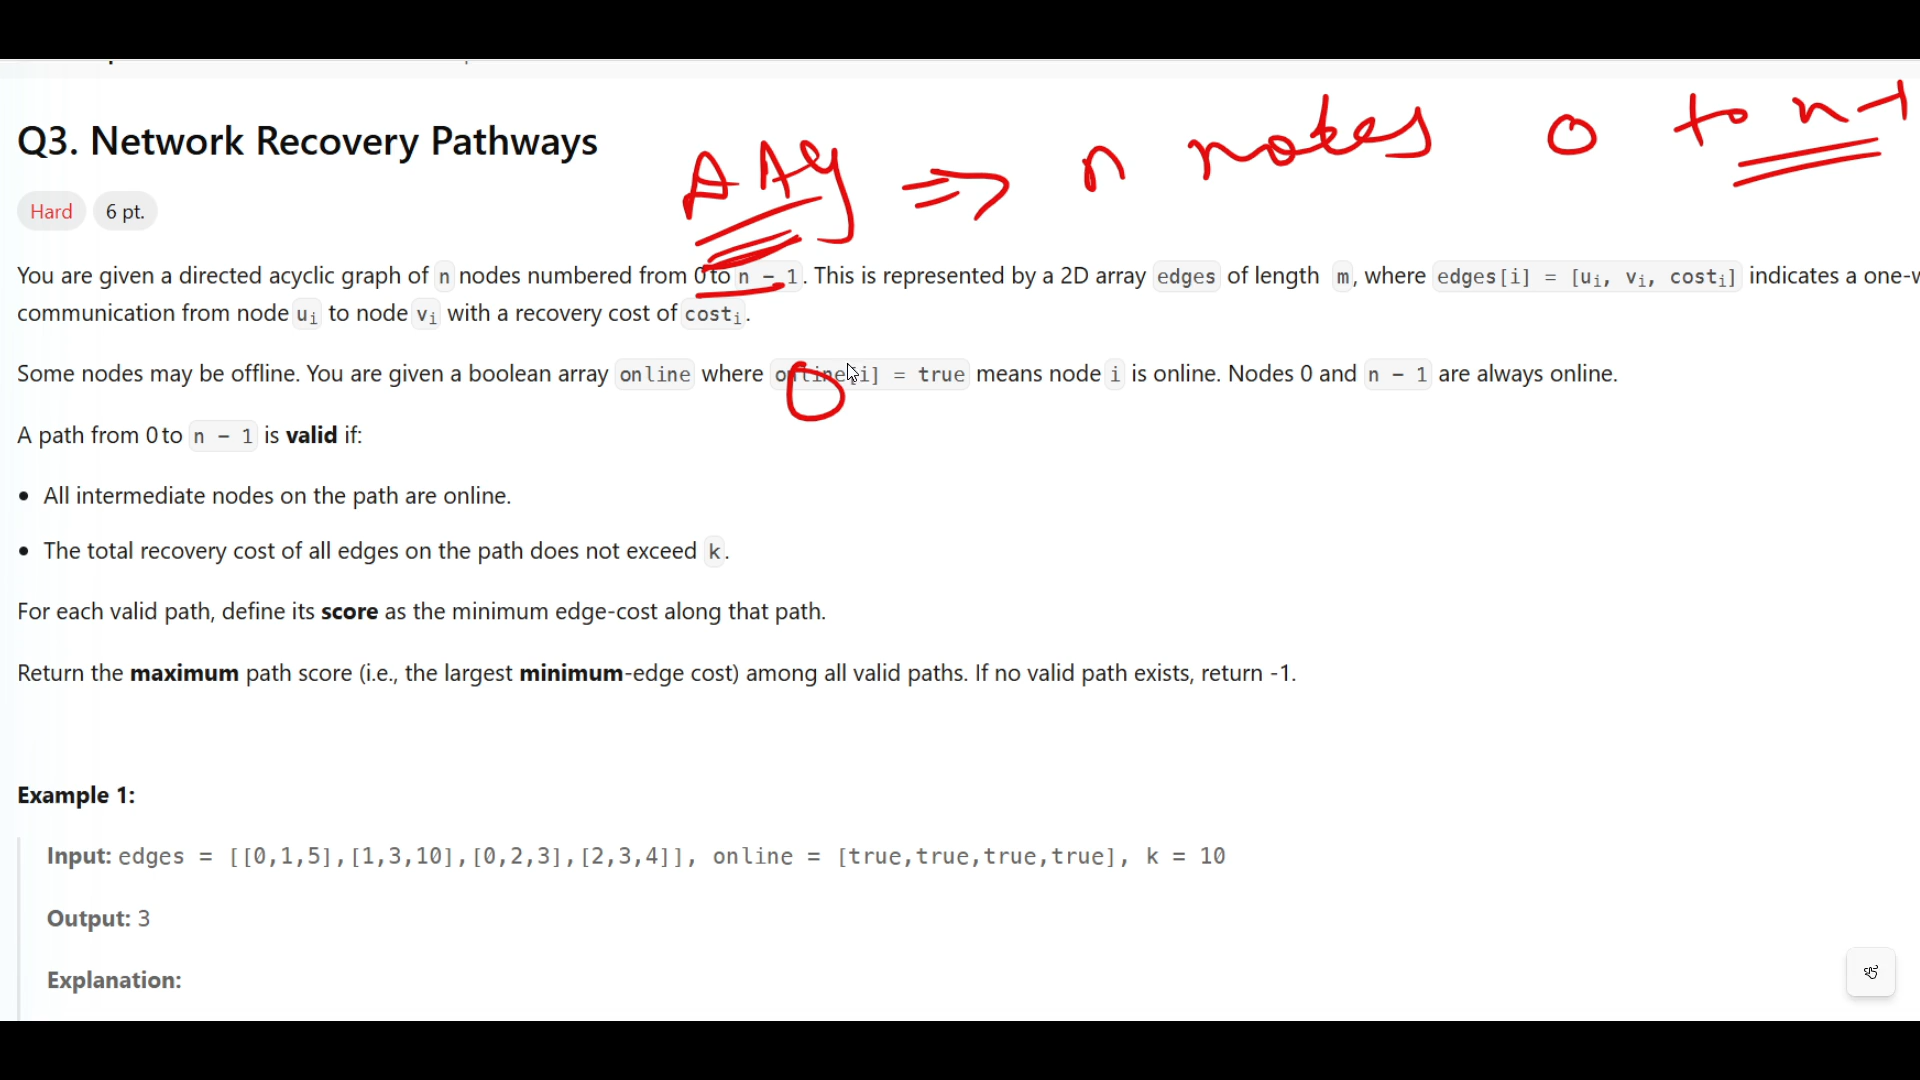 Q3. Network Recovery Pathways
n nodes 0 to n-1
Hard 6 pt.
You are given a directed acyclic graph of n nodes numbered from 0 to n - 1. This is represented by a 2D array edges of length m, where edges[i] = [ui, vi, costi] indicates a one-
communication from node ui to node vi with a recovery cost of costi.
Some nodes may be offline. You are given a boolean array online where online[i] = true means node i is online. Nodes 0 and n - 1 are always online.
A path from 0 to n - 1 is valid if:
• All intermediate nodes on the path are online.
• The total recovery cost of all edges on the path does not exceed k.
For each valid path, define its score as the minimum edge-cost along that path.
Return the maximum path score (i.e., the largest minimum-edge cost) among all valid paths. If no valid path exists, return -1.
Example 1:
Input: edges = [[0,1,5],[1,3,10],[0,2,3],[2,3,4]], online = [true,true,true,true], k = 10
Output: 3
Explanation: